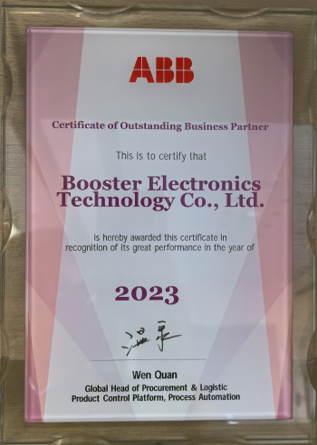 ABB
Certificate of Outstanding Business Partner
This is to certify that
Booster Electronics
Technology Co., Ltd.
is hereby awarded this certificate in
recognition of its great performance in the year of
2023
温泉
Wen Quan
Global Head of Procurement & Logistic
Product Control Platform, Process Automation